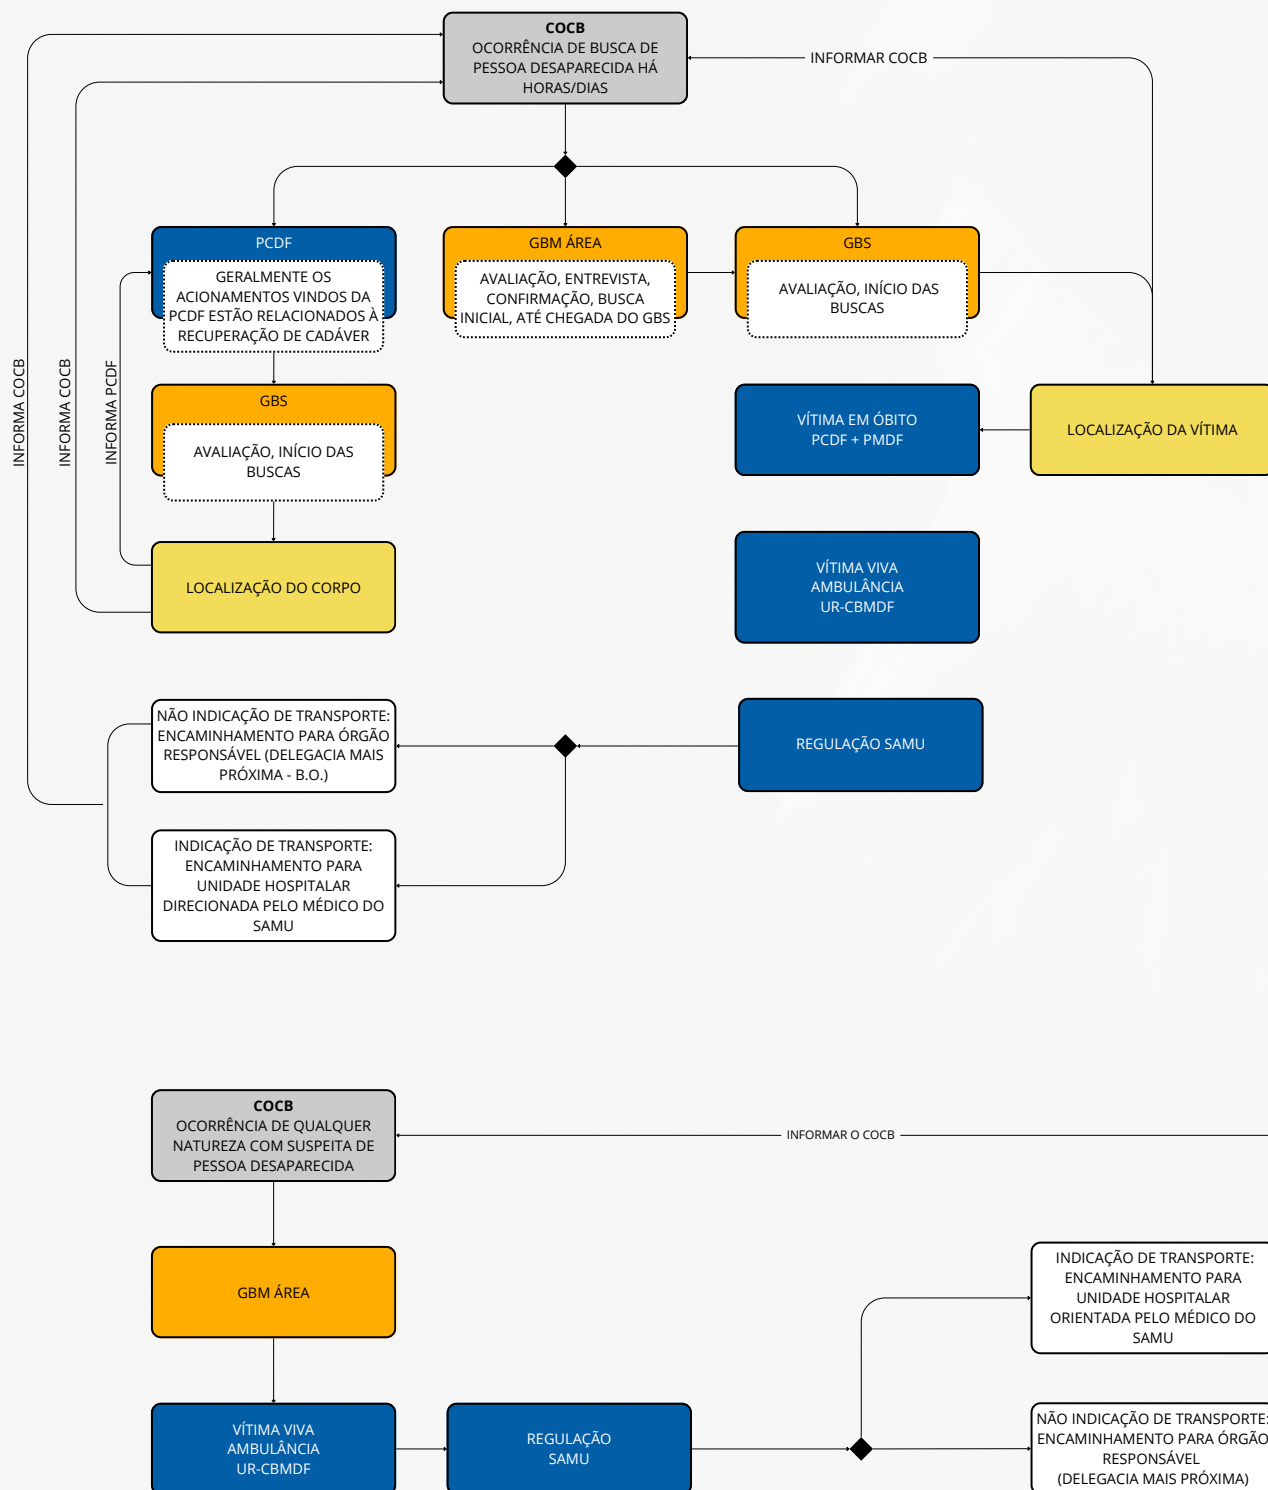 COCB
OCORRÊNCIA DE BUSCA DE
PESSOA DESAPARECIDA HÁ
HORAS/DIAS
INFORMAR COCB
PCDF
GERALMENTE OS
ACIONAMENTOS VINDOS DA
PCDF ESTÃO RELACIONADOS À
RECUPERAÇÃO DE CADÁVER
GBM ÁREA
AVALIAÇÃO, ENTREVISTA,
CONFIRMAÇÃO, BUSCA
INICIAL, ATÉ CHEGADA DO GBS
GBS
AVALIAÇÃO, INÍCIO DAS
BUSCAS
INFORMA COCB
INFORMA COCB
INFORMA PCDF
GBS
AVALIAÇÃO, INÍCIO DAS
BUSCAS
VÍTIMA EM ÓBITO
PCDF + PMDF
LOCALIZAÇÃO DA VÍTIMA
LOCALIZAÇÃO DO CORPO
VÍTIMA VIVA
AMBULÂNCIA
UR-CBMDF
NÃO INDICAÇÃO DE TRANSPORTE:
ENCAMINHAMENTO PARA ÓRGÃO
RESPONSÁVEL (DELEGACIA MAIS
PRÓXIMA - B.O.)
REGULAÇÃO SAMU
INDICAÇÃO DE TRANSPORTE:
ENCAMINHAMENTO PARA
UNIDADE HOSPITALAR
DIRECIONADA PELO MÉDICO DO
SAMU
COCB
OCORRÊNCIA DE QUALQUER
NATUREZA COM SUSPEITA DE
PESSOA DESAPARECIDA
INFORMAR O COCB
GBM ÁREA
INDICAÇÃO DE TRANSPORTE:
ENCAMINHAMENTO PARA
UNIDADE HOSPITALAR
ORIENTADA PELO MÉDICO DO
SAMU
VÍTIMA VIVA
AMBULÂNCIA
UR-CBMDF
REGULAÇÃO
SAMU
NÃO INDICAÇÃO DE TRANSPORTE:
ENCAMINHAMENTO PARA ÓRGÃO
RESPONSÁVEL
(DELEGACIA MAIS PRÓXIMA)